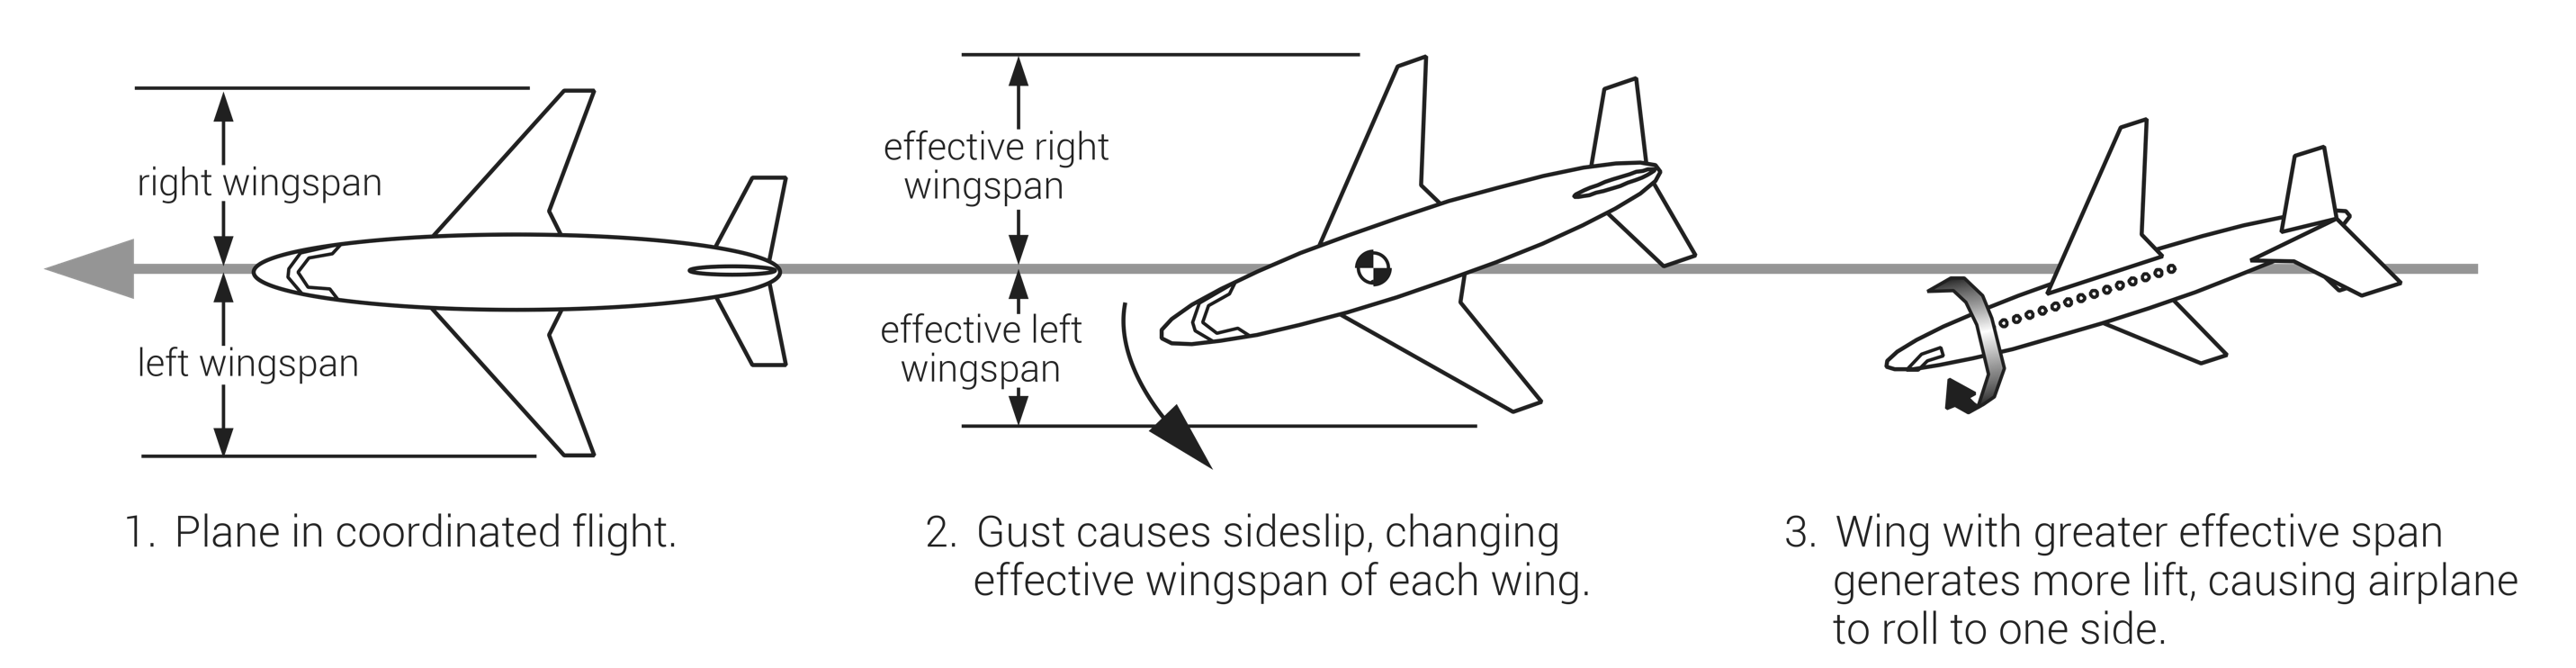 right wingspan
left wingspan
effective right
wingspan
effective left
wingspan
1. Plane in coordinated flight.
2. Gust causes sideslip, changing
effective wingspan of each wing.
3. Wing with greater effective span
generates more lift, causing airplane
to roll to one side.